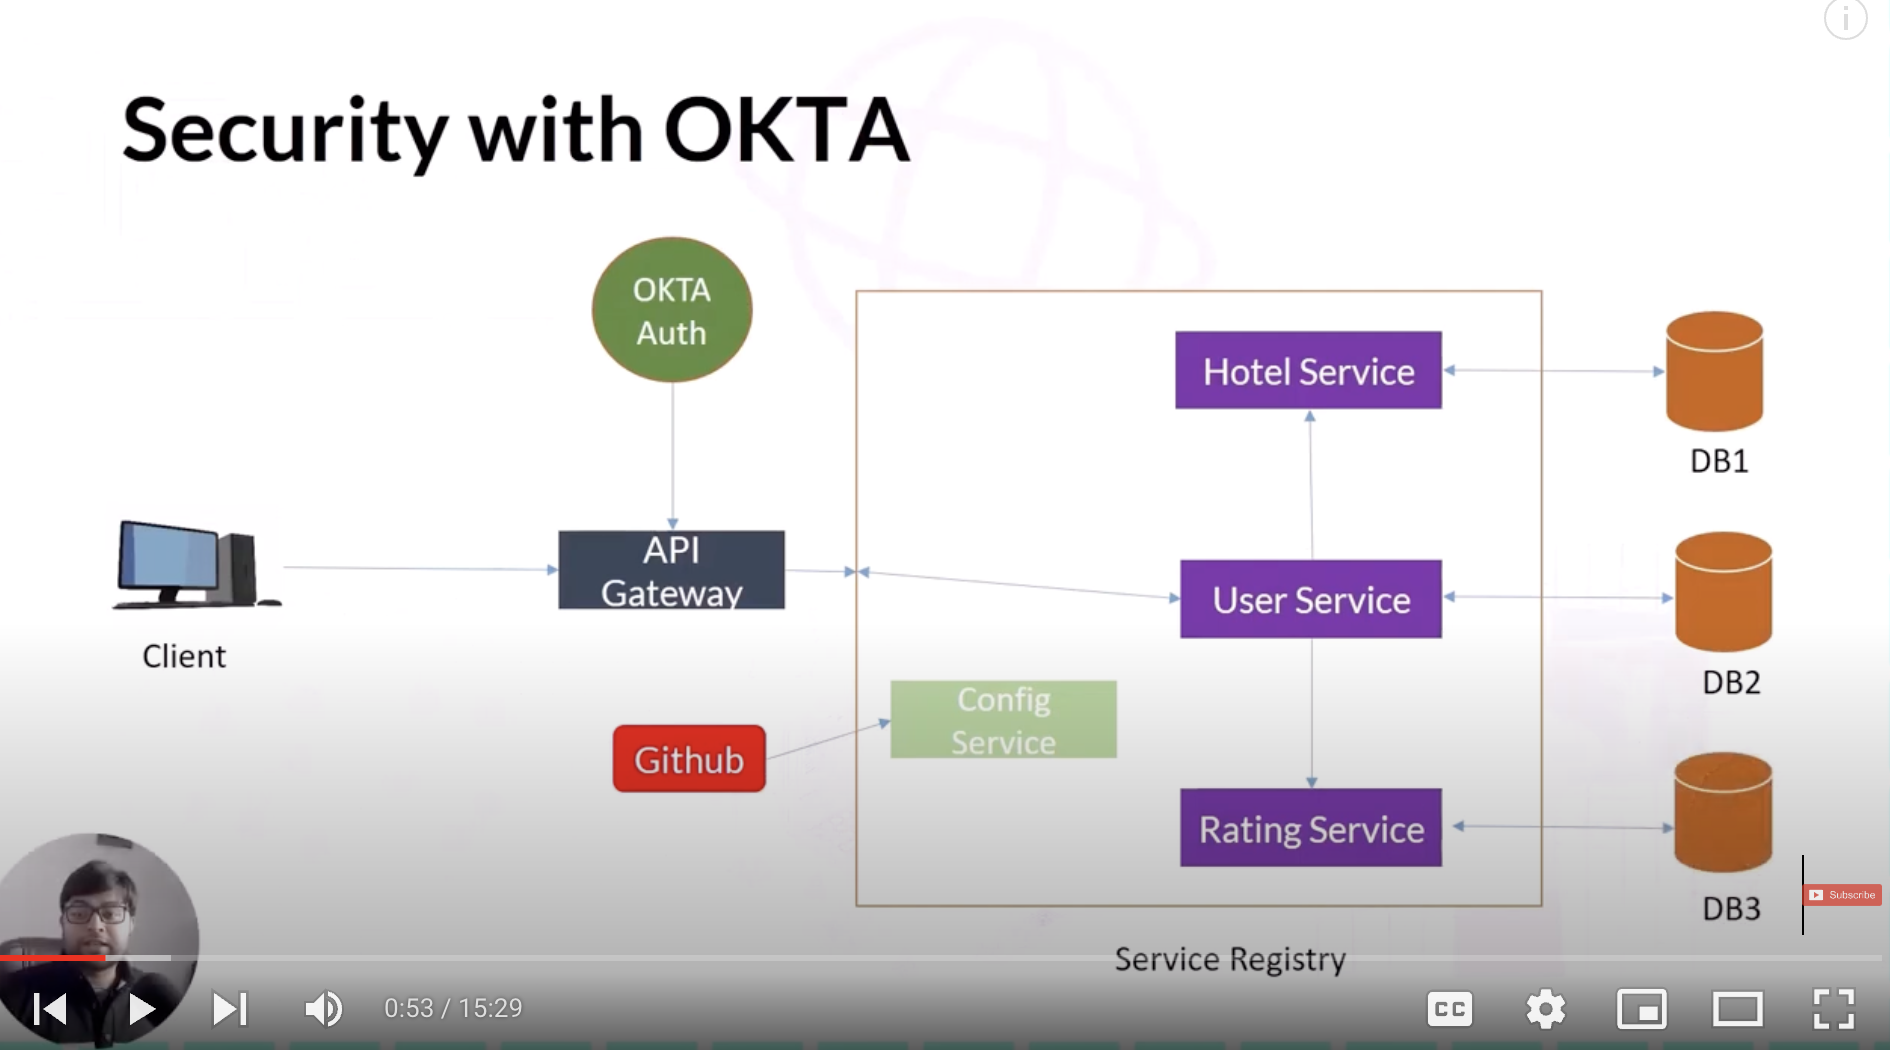 Security with OKTA
OKTA
Auth
Hotel Service
DB1
API
Gateway
User Service
Client
DB2
Config
Service
Github
Rating Service
DB3
Subscribe
Service Registry
0:53 / 15:29
CC